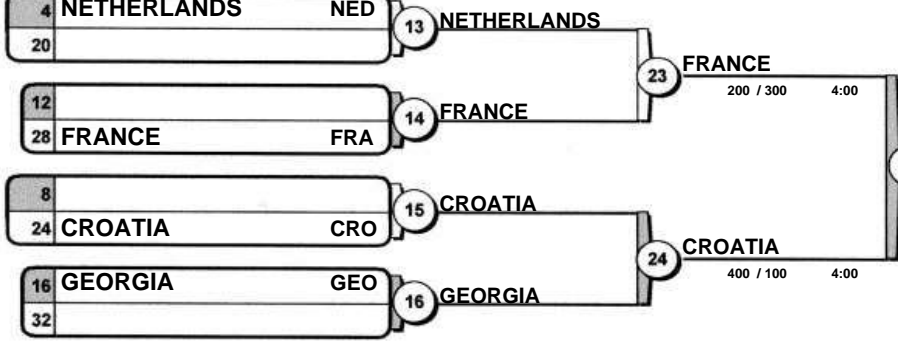 4 NETHERLANDS NED
20
13 NETHERLANDS
12
28 FRANCE FRA
14 FRANCE
23 FRANCE
200 / 300 4:00
8
24 CROATIA CRO
15 CROATIA
16 GEORGIA GEO
32
16 GEORGIA
24 CROATIA
400 / 100 4:00